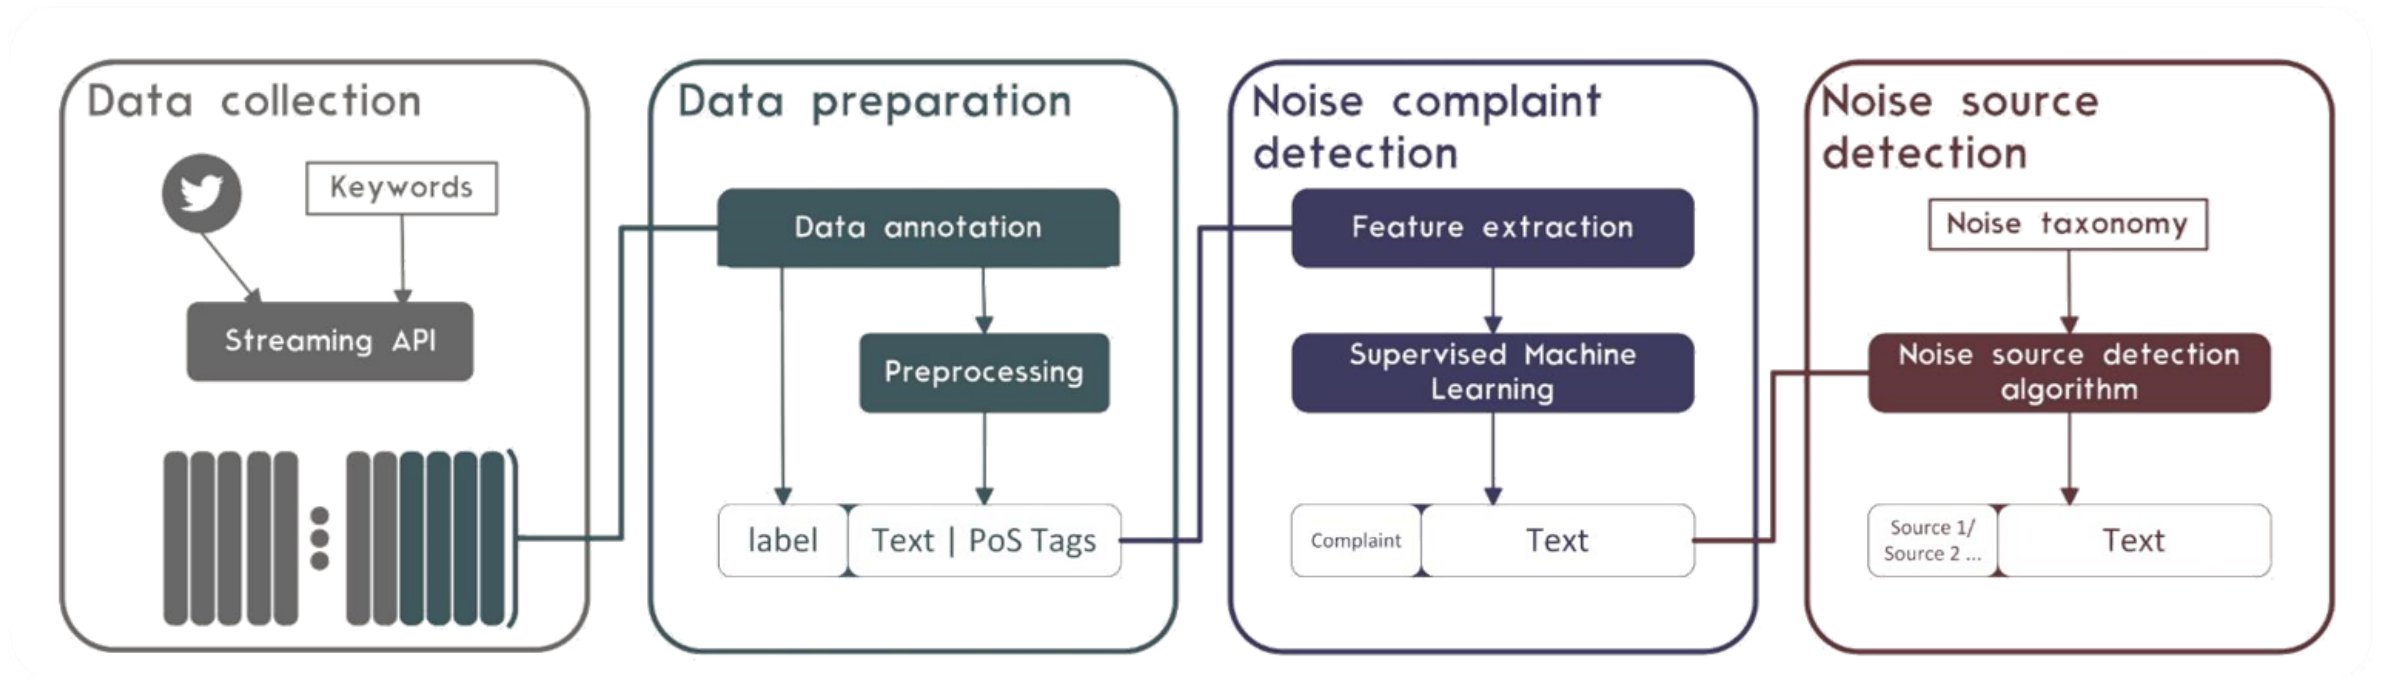 Data collection
Keywords
Streaming API
Data preparation
Data annotation
Preprocessing
label
Text | PoS Tags
Noise complaint
detection
Feature extraction
Supervised Machine
Learning
Complaint
Text
Noise source
detection
Noise taxonomy
Noise source detection
algorithm
Source 1/
Source 2 ...
Text